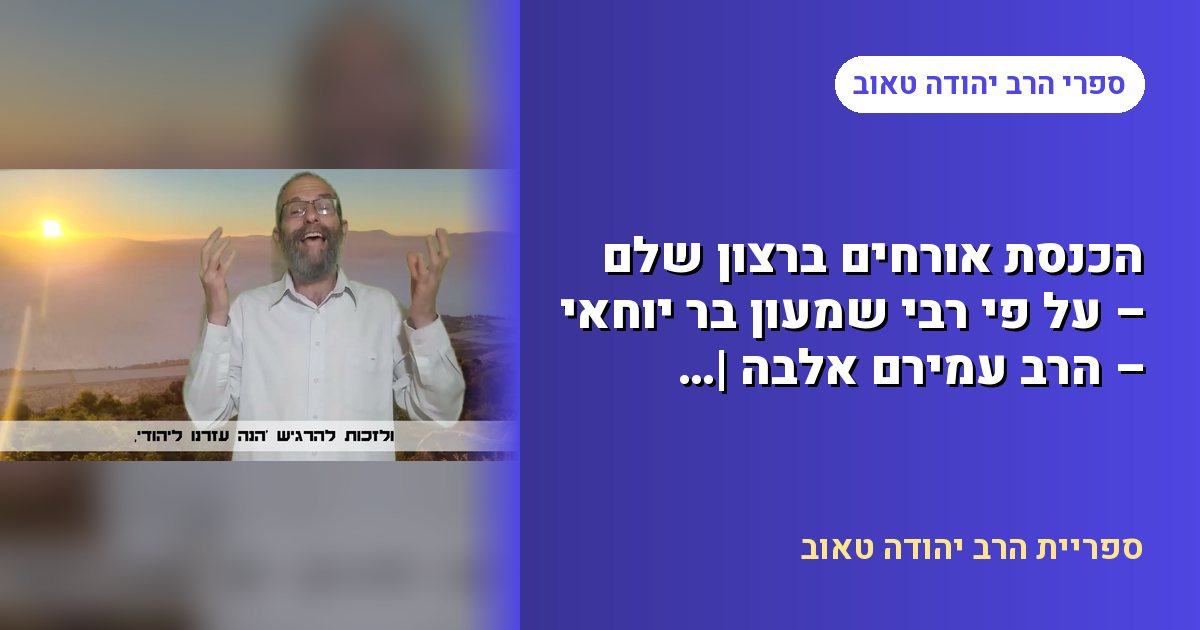 ספרי הרב יהודה טאוב
הכנסת אורחים ברצון שלם
– על פי רבי שמעון בר יוחאי
– הרב עמירם אלבה |...
ולזכות להרגיש 'הנה עזרנו ליהודי'.
ספריית הרב יהודה טאוב